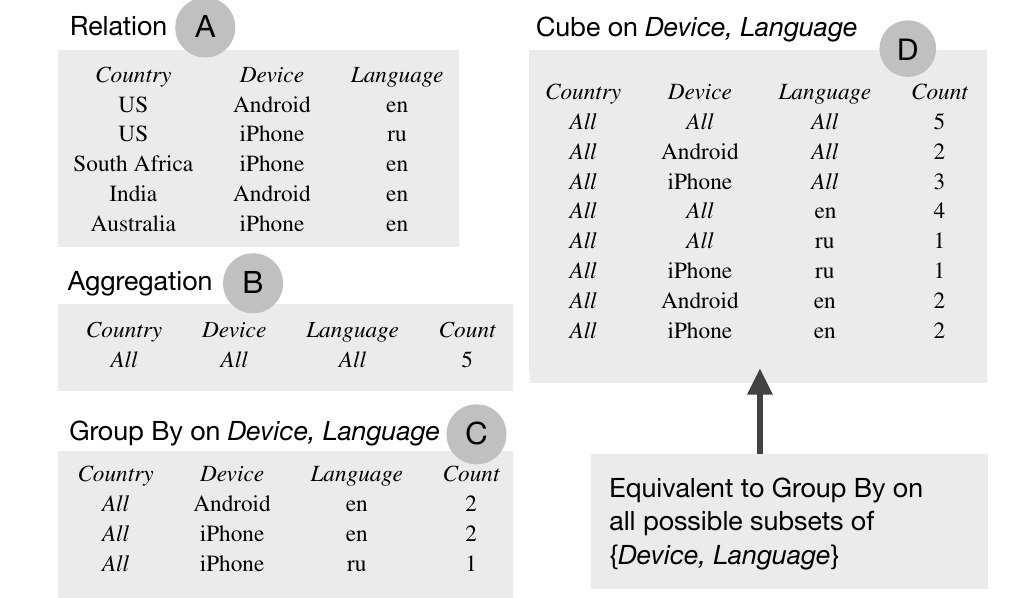 Relation A
Country Device Language
US Android en
US iPhone ru
South Africa iPhone en
India Android en
Australia iPhone en
Aggregation B
Country Device Language Count
All All All 5
Group By on Device, Language C
Country Device Language Count
All Android en 2
All iPhone en 2
All iPhone ru 1
Cube on Device, Language D
Country Device Language Count
All All All 5
All Android All 2
All iPhone All 3
All All en 4
All All ru 1
All iPhone ru 1
All Android en 2
All iPhone en 2
Equivalent to Group By on
all possible subsets of
{Device, Language}